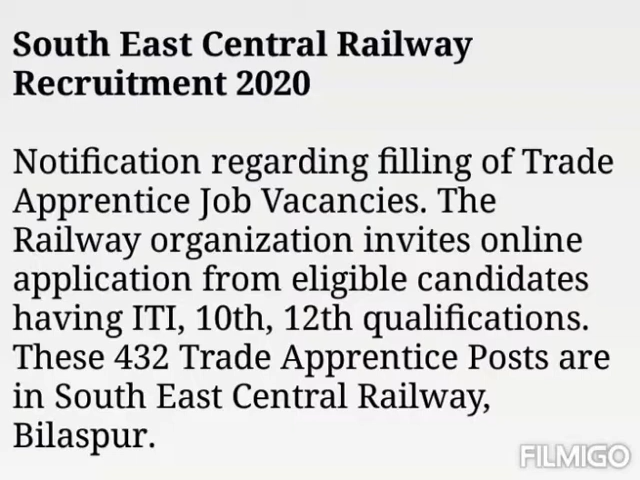 South East Central Railway
Recruitment 2020
Notification regarding filling of Trade
Apprentice Job Vacancies. The
Railway organization invites online
application from eligible candidates
having ITI, 10th, 12th qualifications.
These 432 Trade Apprentice Posts are
in South East Central Railway,
Bilaspur.
FILMIGO